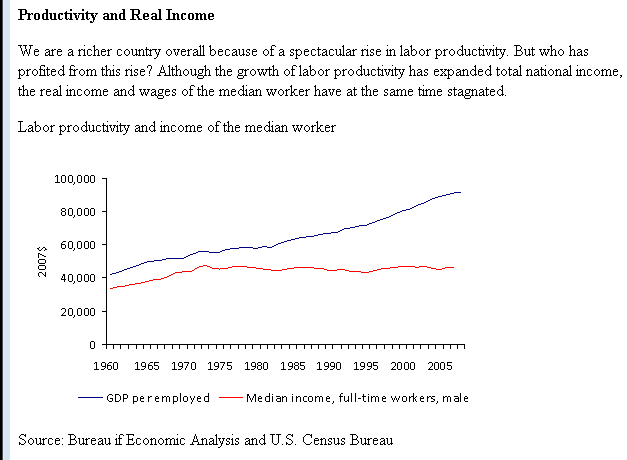 Productivity and Real Income
We are a richer country overall because of a spectacular rise in labor productivity. But who has
profited from this rise? Although the growth of labor productivity has expanded total national income,
the real income and wages of the median worker have at the same time stagnated.
Labor productivity and income of the median worker
100,000
80,000
60,000
40,000
20,000
0
2007$
1960 1965 1970 1975 1980 1985 1990 1995 2000 2005
GDP per employed Median income, full-time workers, male
Source: Bureau if Economic Analysis and U.S. Census Bureau